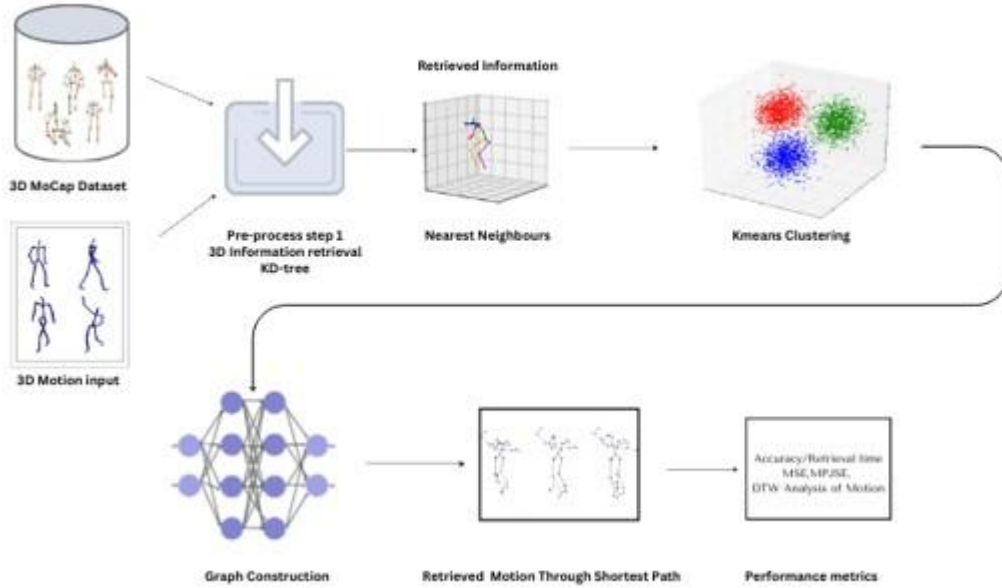 Retrieved Information
3D MoCap Dataset
Pre-process step 1
3D Information retrieval
KD-tree
Nearest Neighbours
Kmeans Clustering
3D Motion input
Accuracy/Retrieval time
MSE,MPJSE,
DTW Analysis of Motion
Graph Construction
Retrieved Motion Through Shortest Path
Performance metrics